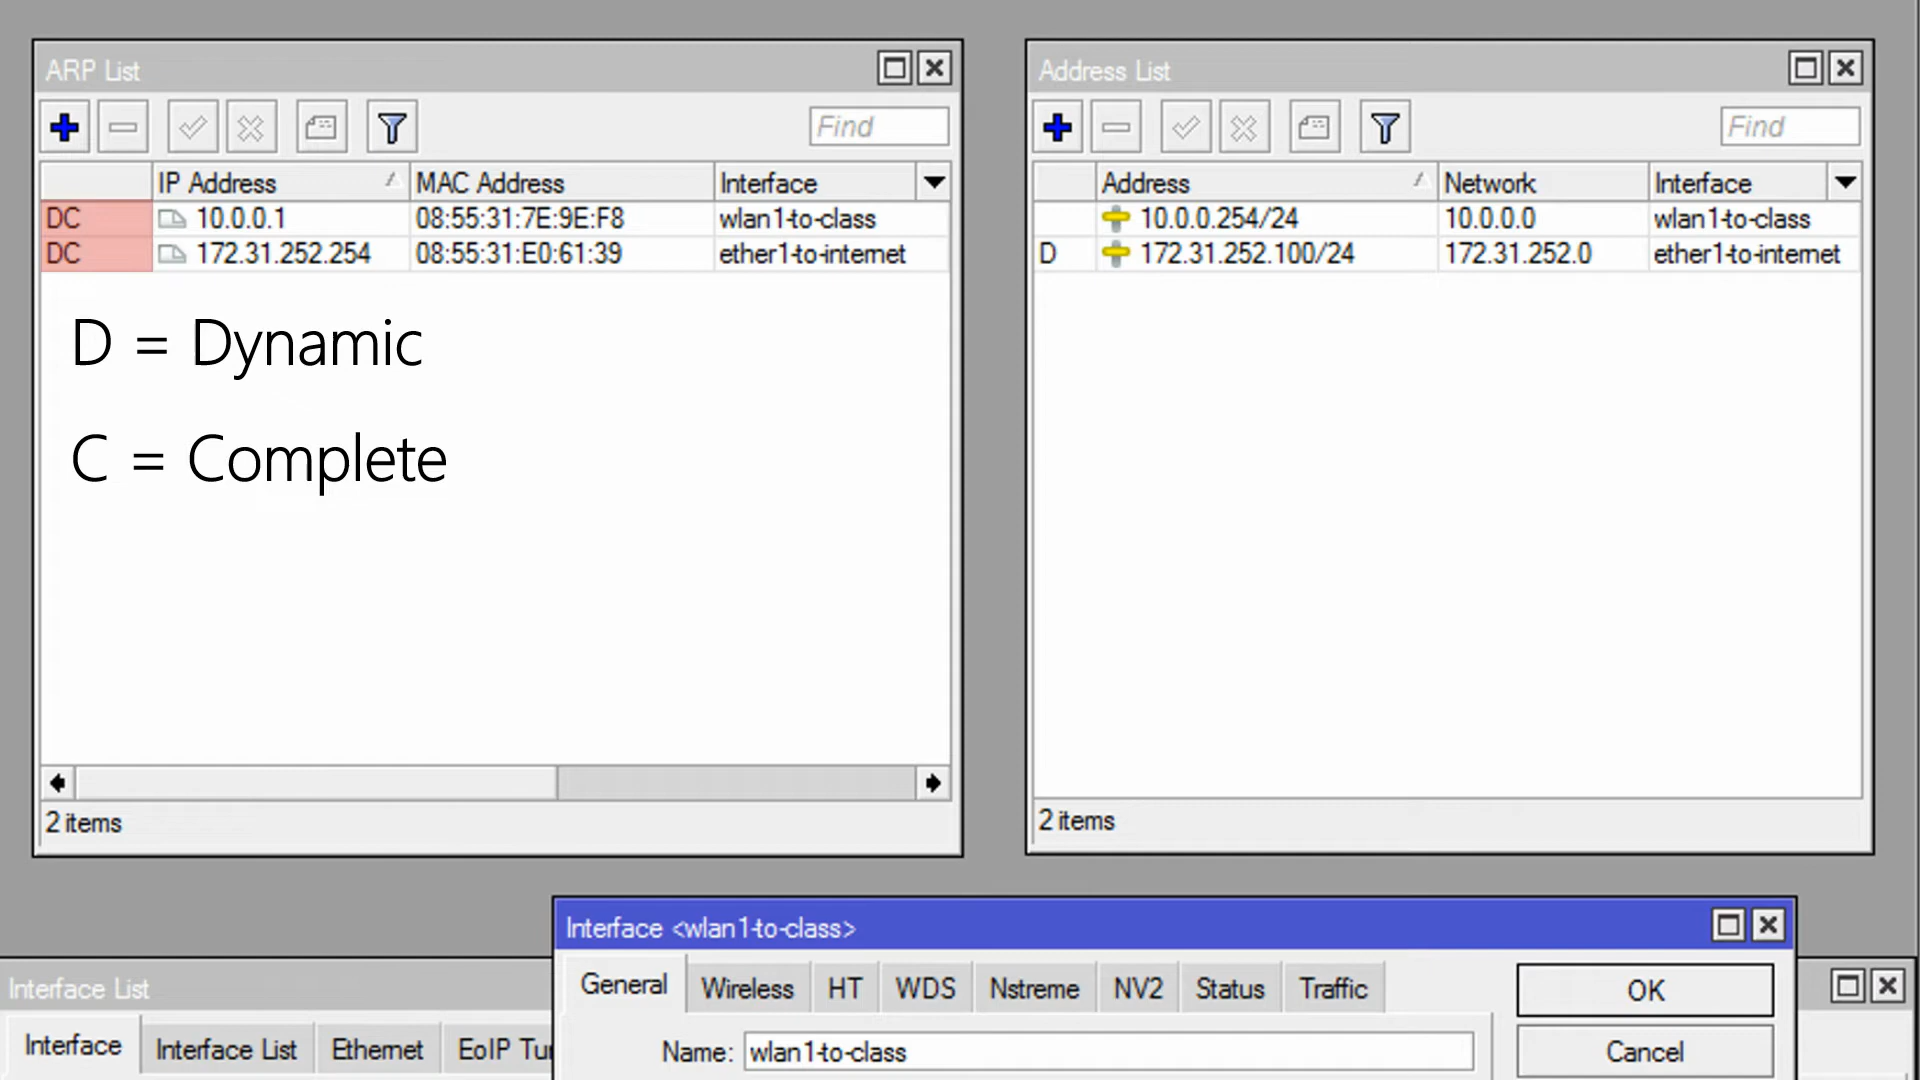 ARP List
Find
IP Address MAC Address Interface
DC 10.0.0.1 08:55:31:7E:9E:F8 wlan1-to-class
DC 172.31.252.254 08:55:31:E0:61:39 ether1-to-internet
D = Dynamic
C = Complete
2 items
Address List
Find
Address Network Interface
10.0.0.254/24 10.0.0.0 wlan1-to-class
D 172.31.252.100/24 172.31.252.0 ether1-to-internet
2 items
Interface <wlan1-to-class>
General Wireless HT WDS Nstreme NV2 Status Traffic
OK
Name: wlan1-to-class
Cancel
Interface List
Interface Interface List Ethernet EoIP Tu